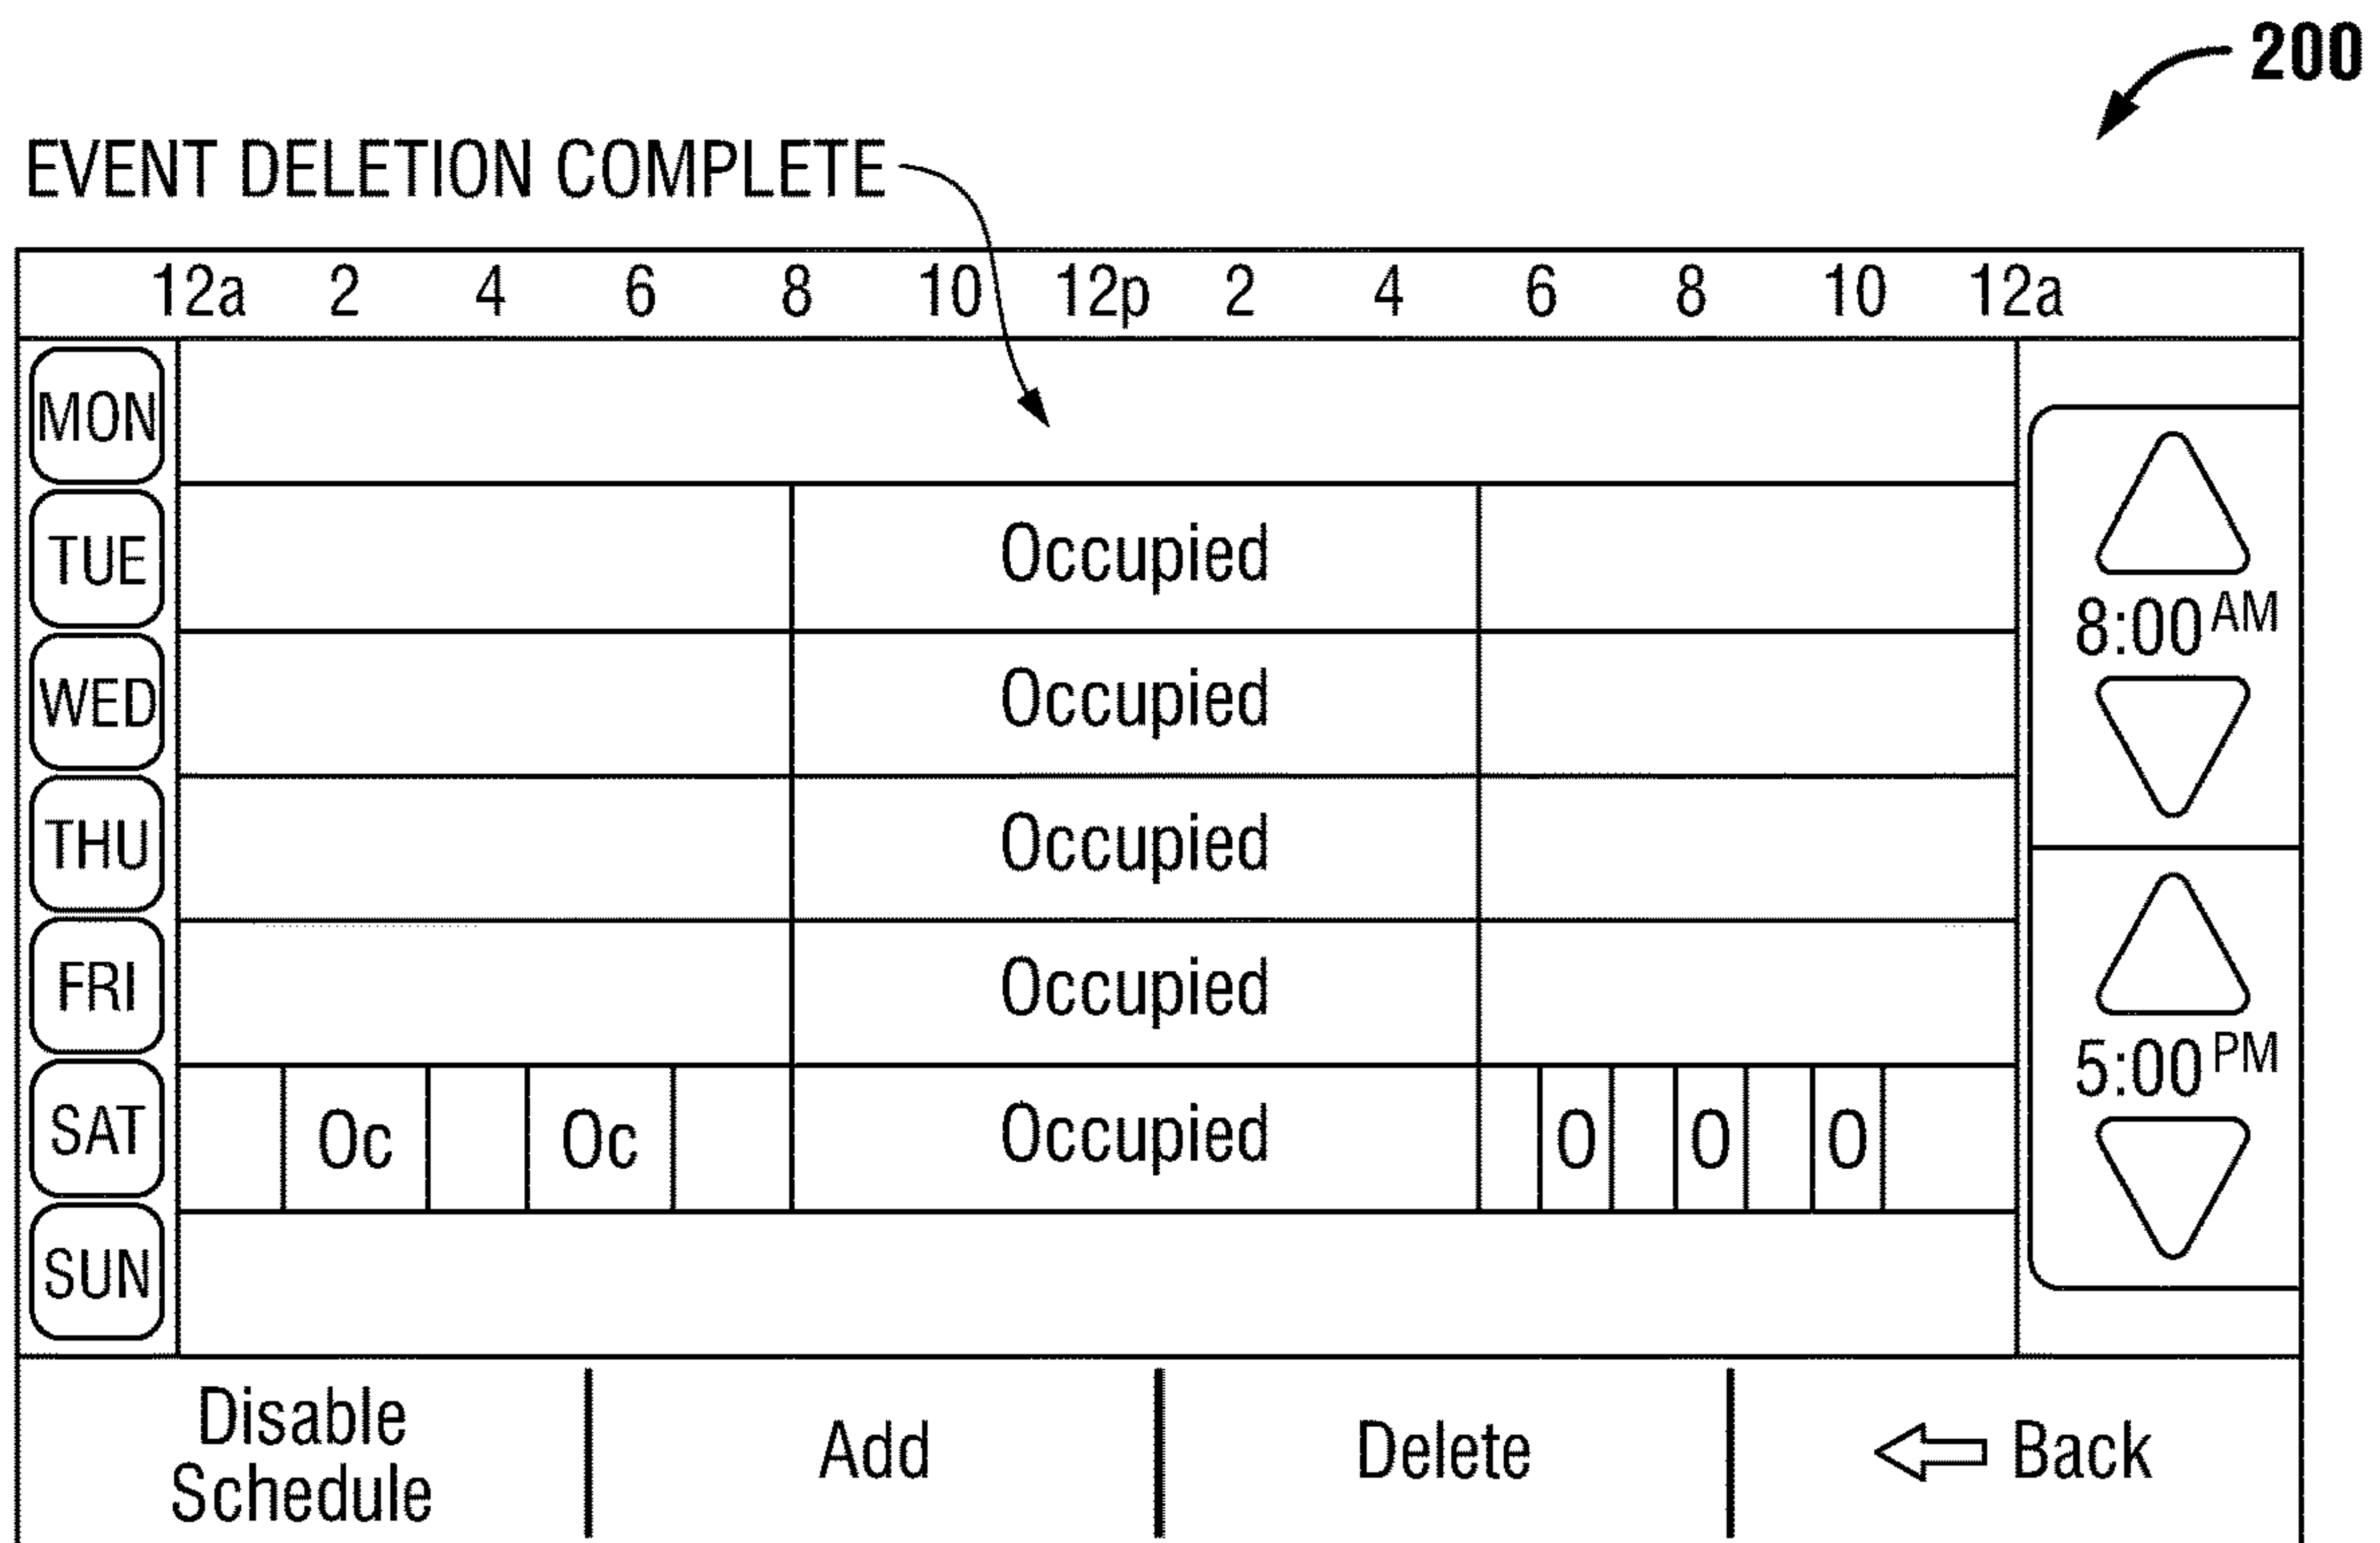 200
EVENT DELETION COMPLETE
12a 2 4 6 8 10 12p 2 4 6 8 10 12a
MON
TUE Occupied
WED Occupied
THU Occupied
FRI Occupied
SAT Oc Oc Occupied O O O
SUN
8:00 AM
5:00 PM
Disable
Schedule
Add
Delete
Back